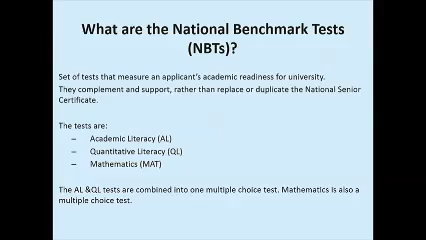 What are the National Benchmark Tests
(NBTs)?
Set of tests that measure an applicant's academic readiness for university.
They complement and support, rather than replace or duplicate the National Senior
Certificate.
The tests are:
– Academic Literacy (AL)
– Quantitative Literacy (QL)
– Mathematics (MAT)
The AL &QL tests are combined into one multiple choice test. Mathematics is also a
multiple choice test.